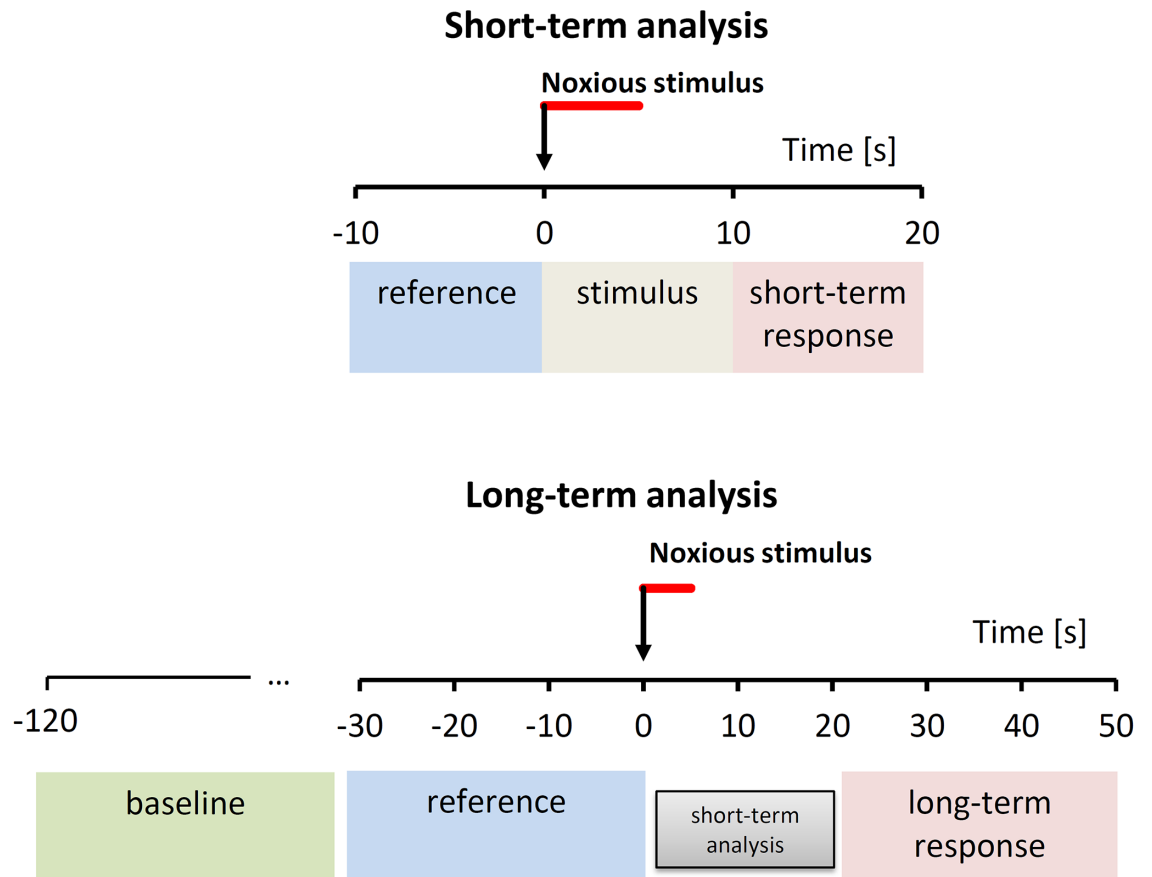 Short-term analysis
Noxious stimulus
Time [s]
-10 0 10 20
reference stimulus short-term
response
Long-term analysis
Noxious stimulus
Time [s]
...
-120 -30 -20 -10 0 10 20 30 40 50
baseline reference short-term
analysis long-term
response